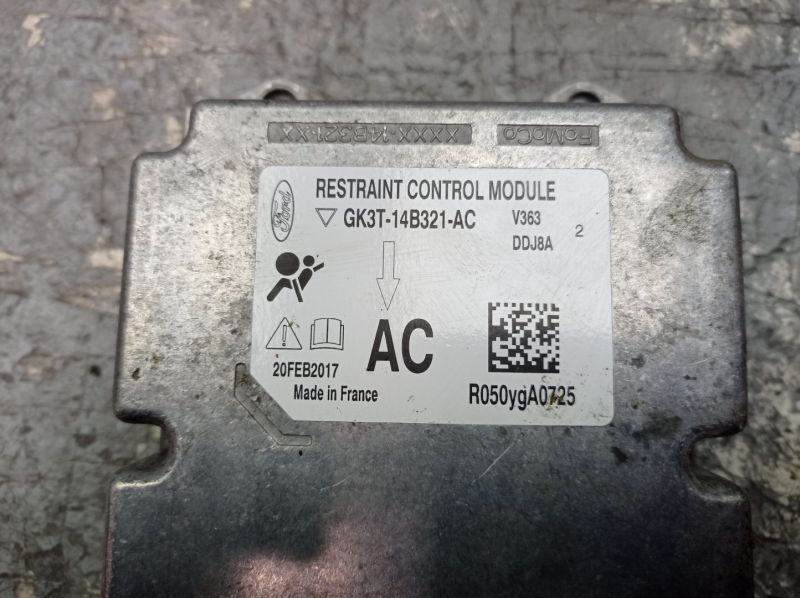 XXXX-14B321-XX FoMoCo
Ford
RESTRAINT CONTROL MODULE
GK3T-14B321-AC
V363
DDJ8A
2
AC
20FEB2017
Made in France
R050ygA0725